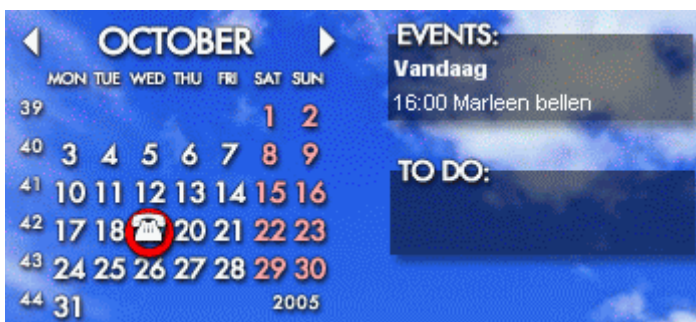 OCTOBER
MON TUE WED THU FRI SAT SUN
39 1 2
40 3 4 5 6 7 8 9
41 10 11 12 13 14 15 16
42 17 18 20 21 22 23
43 24 25 26 27 28 29 30
44 31 2005
EVENTS:
Vandaag
16:00 Marleen bellen
TO DO: